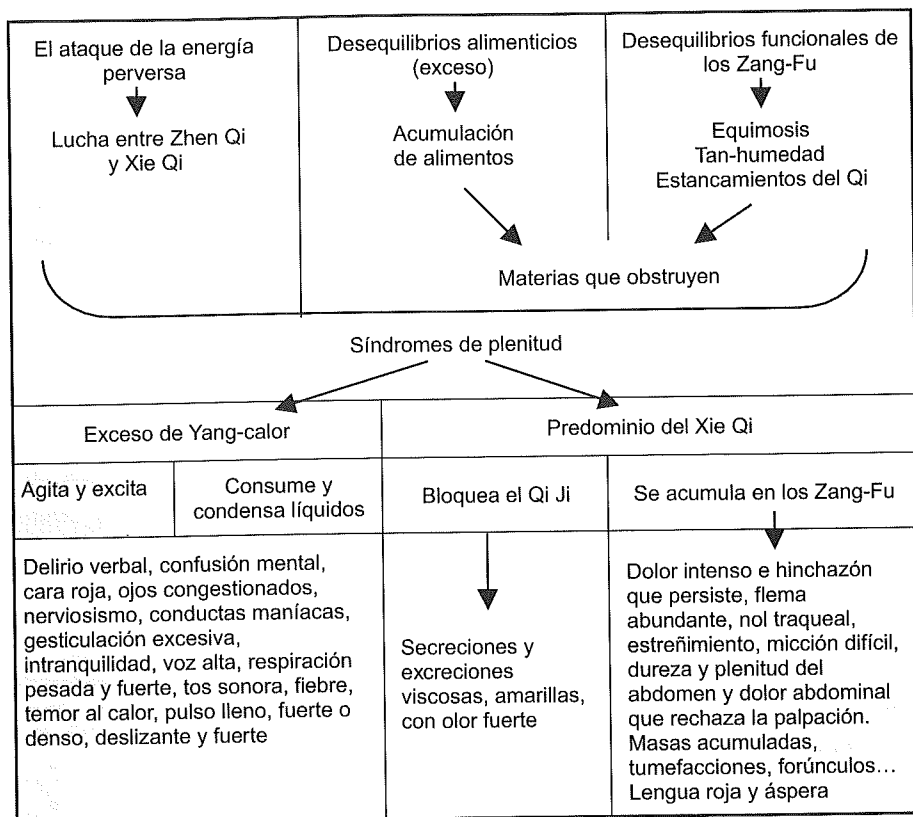 El ataque de la energía
perversa
Lucha entre Zhen Qi
y Xie Qi
Desequilibrios alimenticios
(exceso)
Acumulación
de alimentos
Desequilibrios funcionales de
los Zang-Fu
Equimosis
Tan-humedad
Estancamientos del Qi
Materias que obstruyen
Síndromes de plenitud
Exceso de Yang-calor
Predominio del Xie Qi
Agita y excita
Consume y
condensa líquidos
Bloquea el Qi Ji
Se acumula en los Zang-Fu
Delirio verbal, confusión mental,
cara roja, ojos congestionados,
nerviosismo, conductas maníacas,
gesticulación excesiva,
intranquilidad, voz alta, respiración
pesada y fuerte, tos sonora, fiebre,
temor al calor, pulso lleno, fuerte o
denso, deslizante y fuerte
Secreciones y
excreciones
viscosas, amarillas,
con olor fuerte
Dolor intenso e hinchazón
que persiste, flema
abundante, nol traqueal,
estreñimiento, micción difícil,
dureza y plenitud del
abdomen y dolor abdominal
que rechaza la palpación.
Masas acumuladas,
tumefacciones, forúnculos...
Lengua roja y áspera